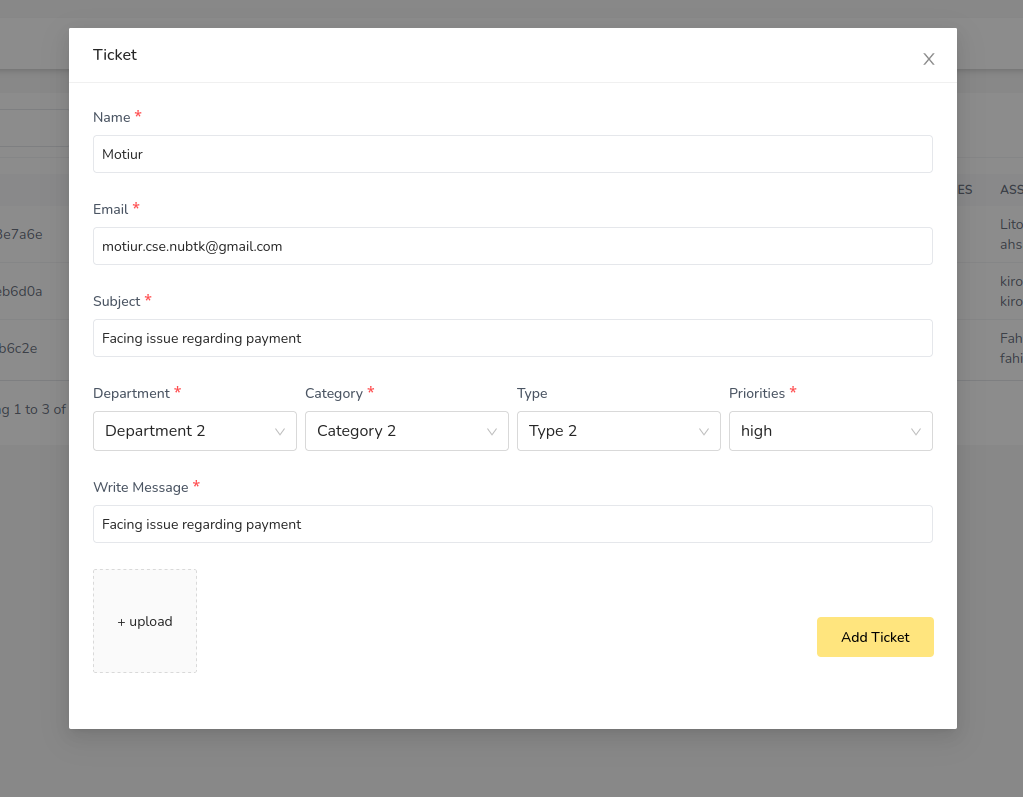 Ticket
Name *
Motiur
Email *
motiur.cse.nubtk@gmail.com
Subject *
Facing issue regarding payment
Department * Category * Type Priorities *
Department 2 Category 2 Type 2 high
Write Message *
Facing issue regarding payment
+ upload
Add Ticket
3e7a6e
eb6d0a
b6c2e
g 1 to 3 of
ES ASS
Lito
ahs
kiro
kiro
Fah
fahi